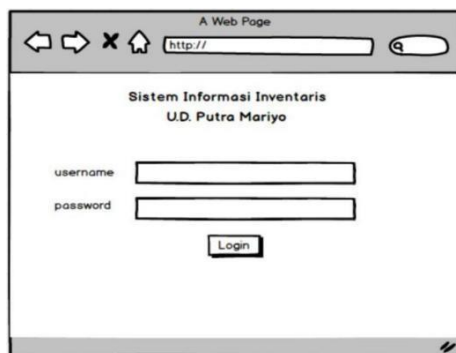 A Web Page
http://
Sistem Informasi Inventaris
U.D. Putra Mariyo
username
password
Login